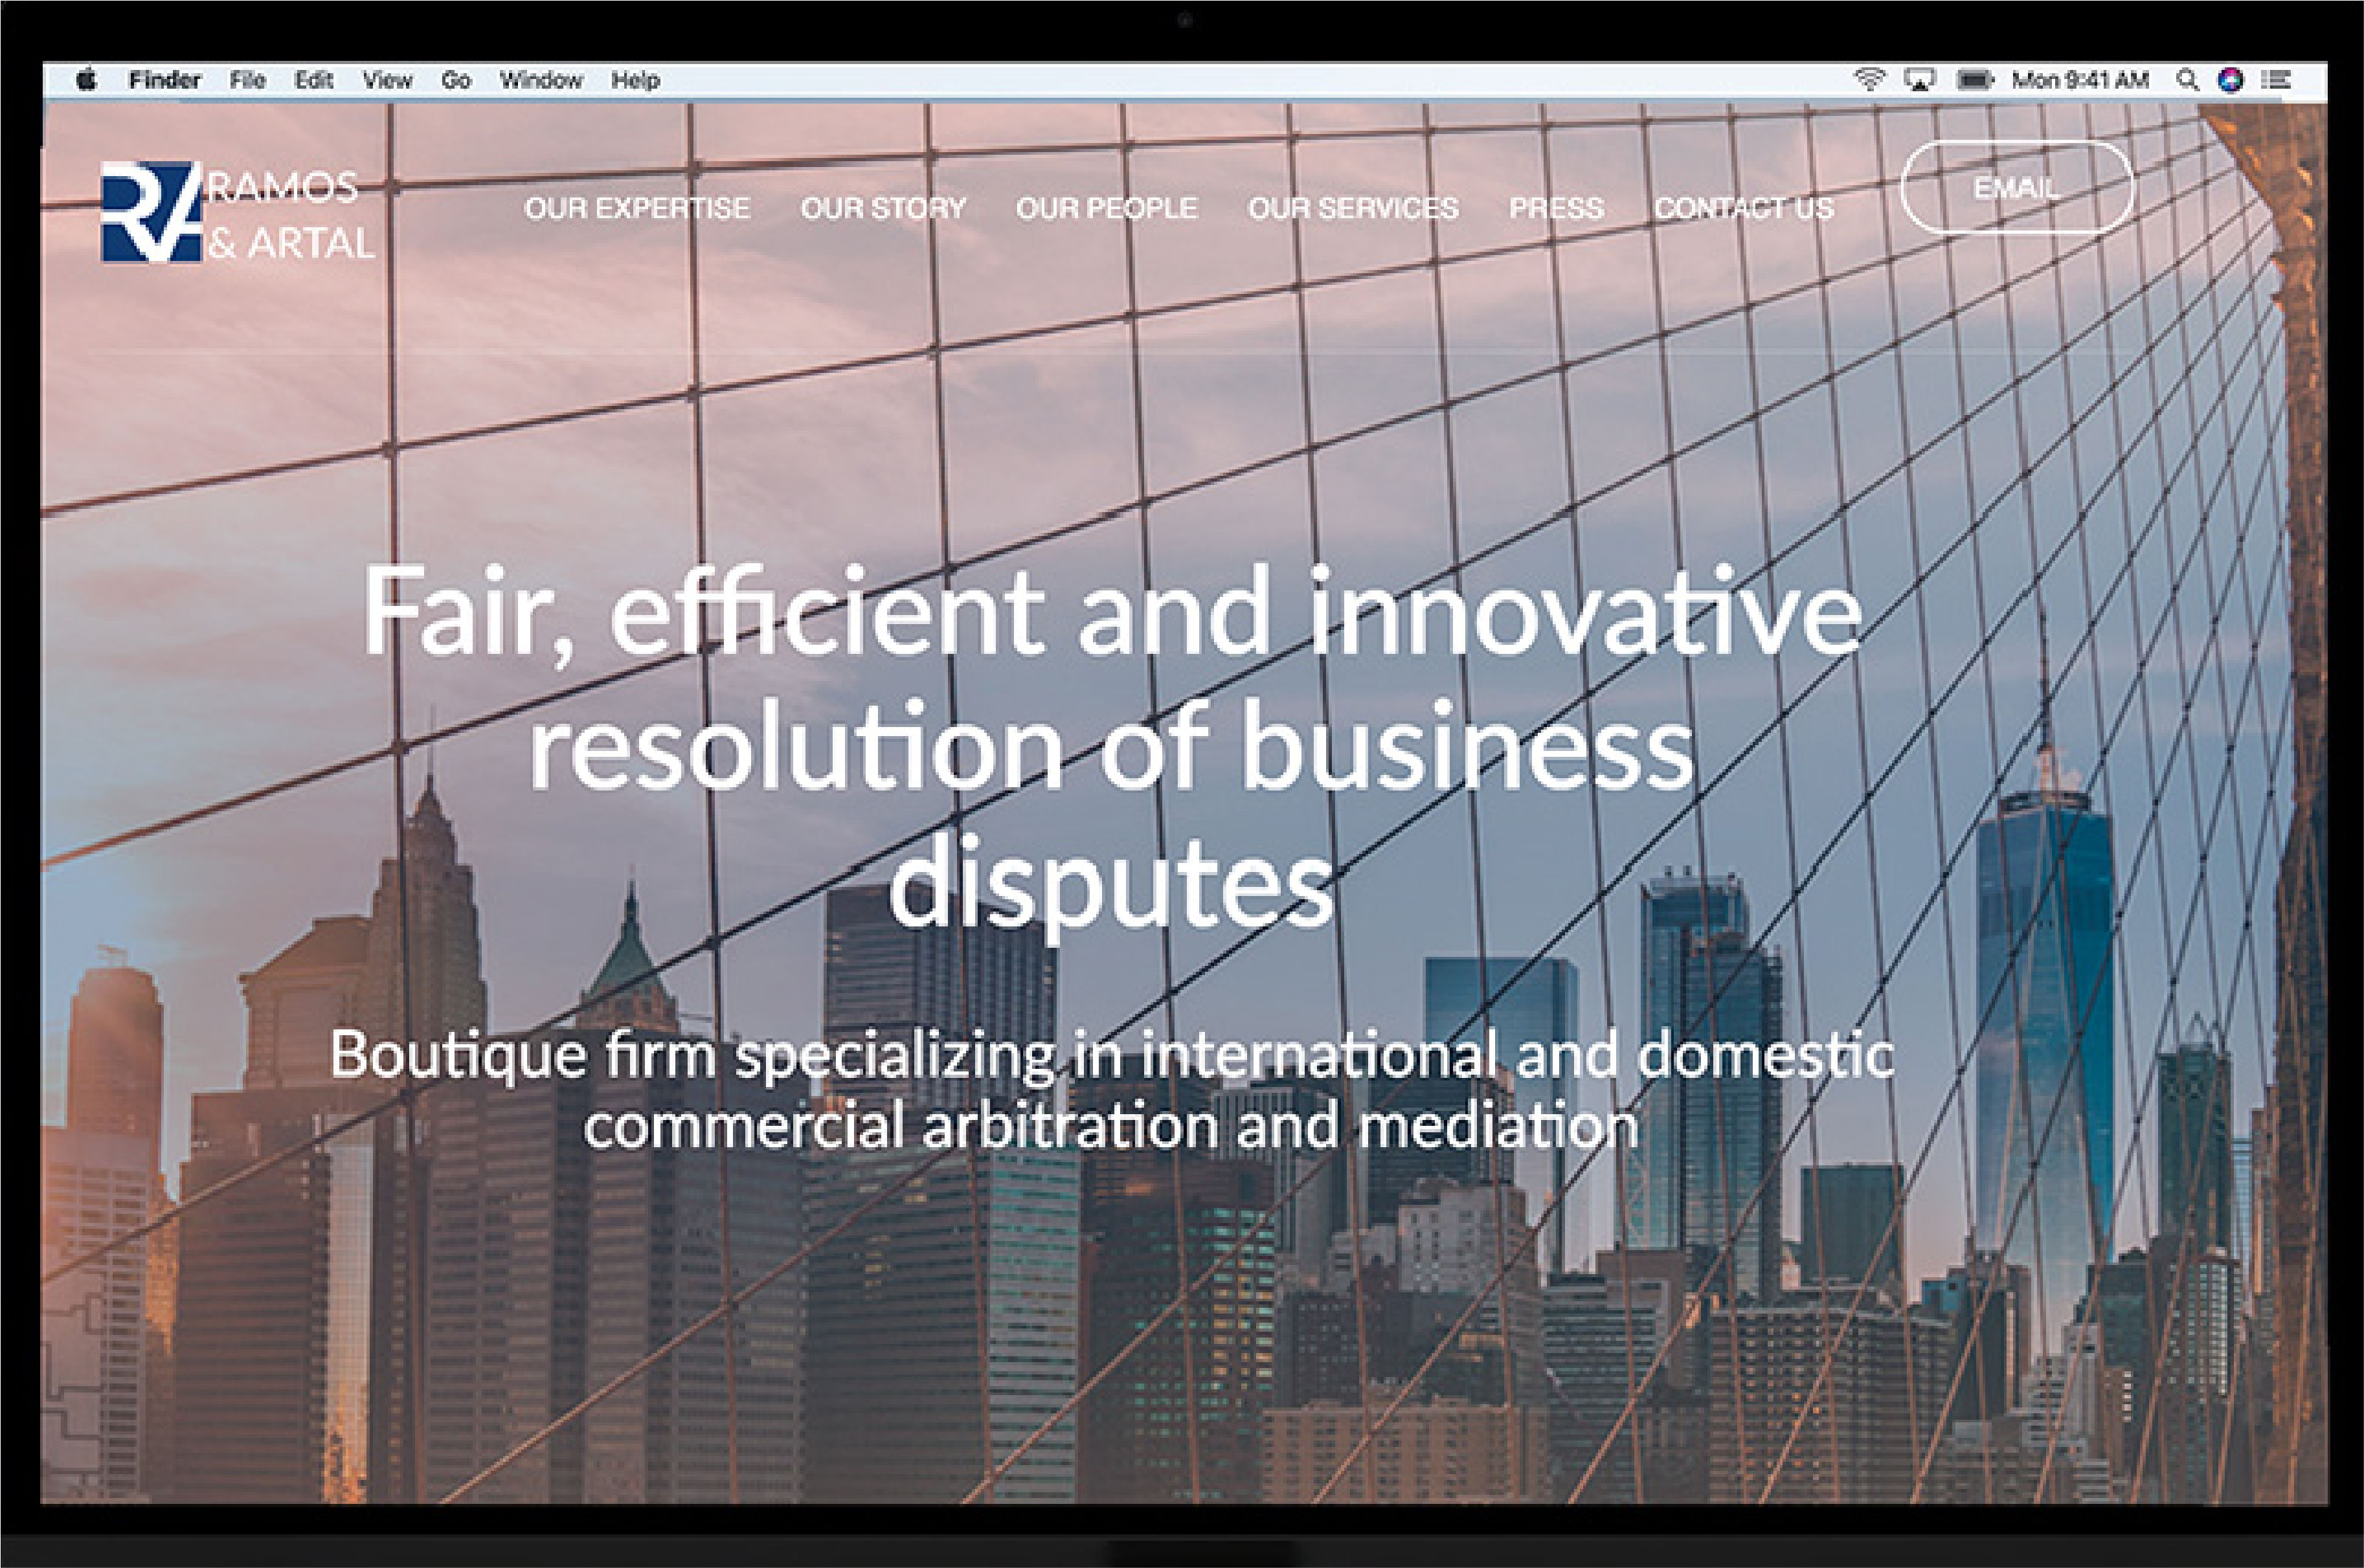 Finder File Edit View Go Window Help Mon 9:41 AM
RAMOS
& ARTAL
OUR EXPERTISE OUR STORY OUR PEOPLE OUR SERVICES PRESS CONTACT US EMAIL
Fair, efficient and innovative
resolution of business
disputes
Boutique firm specializing in international and domestic
commercial arbitration and mediation